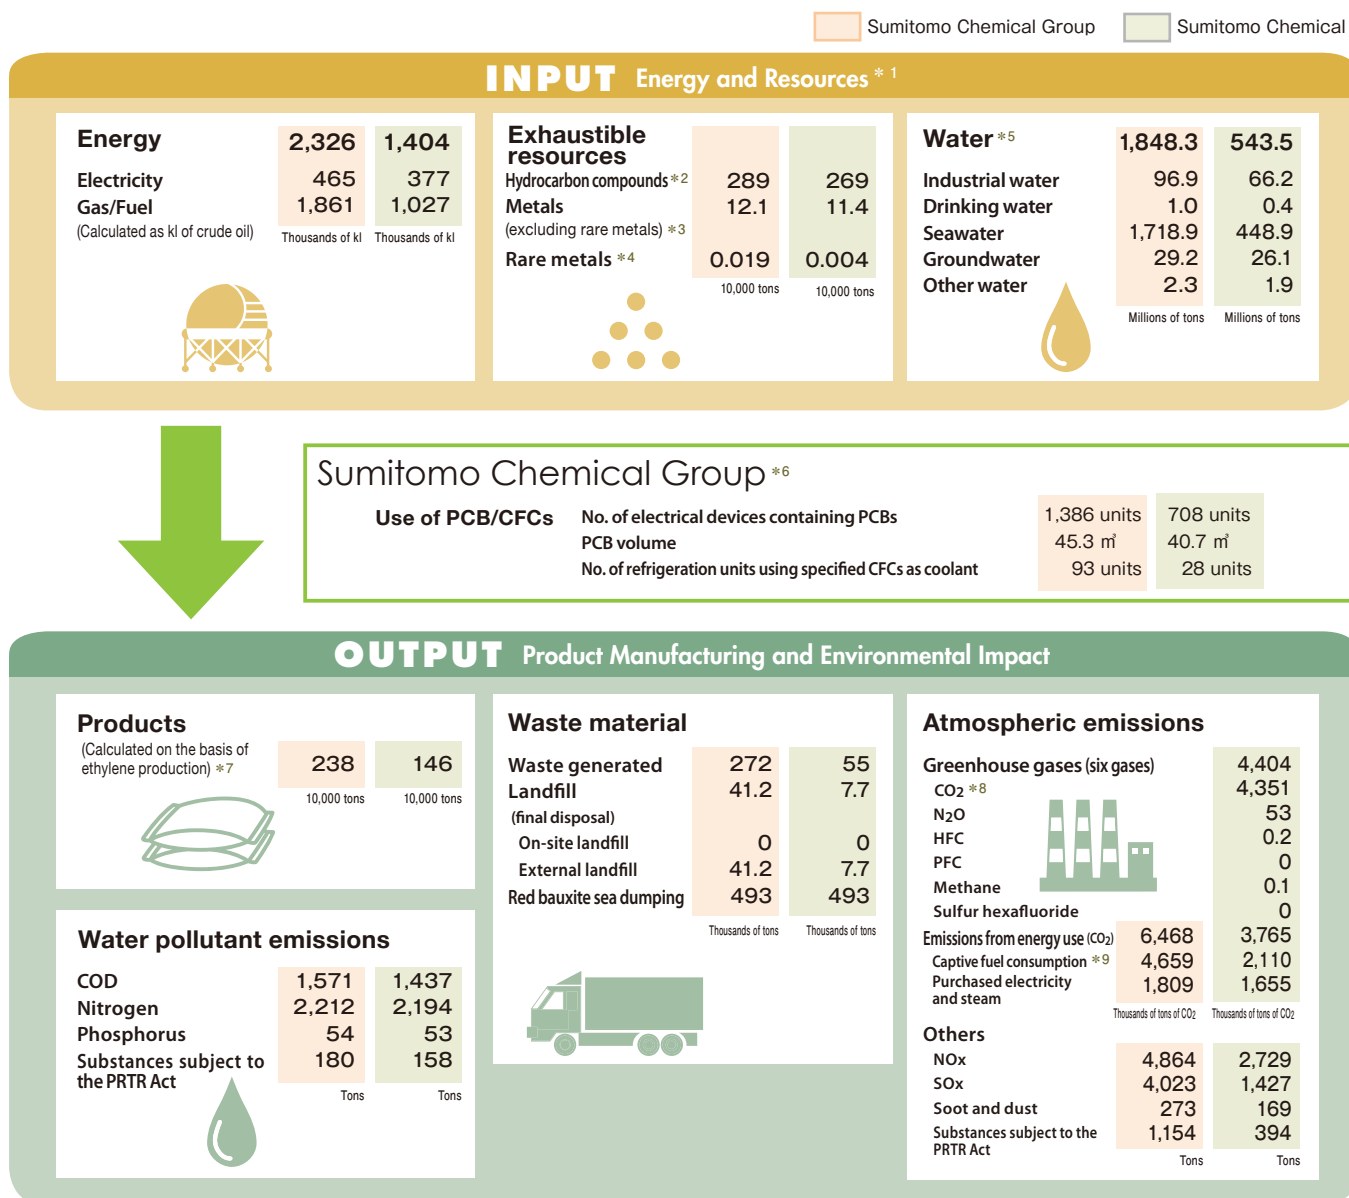 Sumitomo Chemical Group Sumitomo Chemical
INPUT Energy and Resources *1
Energy 2,326 1,404
Electricity 465 377
Gas/Fuel 1,861 1,027
(Calculated as kl of crude oil) Thousands of kl Thousands of kl
Exhaustible
resources
Hydrocarbon compounds *2 289 269
Metals 12.1 11.4
(excluding rare metals) *3
Rare metals *4 0.019 0.004
10,000 tons 10,000 tons
Water *5 1,848.3 543.5
Industrial water 96.9 66.2
Drinking water 1.0 0.4
Seawater 1,718.9 448.9
Groundwater 29.2 26.1
Other water 2.3 1.9
Millions of tons Millions of tons
Sumitomo Chemical Group *6
Use of PCB/CFCs No. of electrical devices containing PCBs 1,386 units 708 units
PCB volume 45.3 ㎥ 40.7 ㎥
No. of refrigeration units using specified CFCs as coolant 93 units 28 units
OUTPUT Product Manufacturing and Environmental Impact
Products
(Calculated on the basis of
ethylene production) *7 238 146
10,000 tons 10,000 tons
Water pollutant emissions
COD 1,571 1,437
Nitrogen 2,212 2,194
Phosphorus 54 53
Substances subject to 180 158
the PRTR Act
Tons Tons
Waste material
Waste generated 272 55
Landfill 41.2 7.7
(final disposal)
On-site landfill 0 0
External landfill 41.2 7.7
Red bauxite sea dumping 493 493
Thousands of tons Thousands of tons
Atmospheric emissions
Greenhouse gases (six gases) 4,404
CO2 *8 4,351
N2O 53
HFC 0.2
PFC 0
Methane 0.1
Sulfur hexafluoride 0
Emissions from energy use (CO2) 6,468 3,765
Captive fuel consumption *9 4,659 2,110
Purchased electricity 1,809 1,655
and steam
Thousands of tons of CO2 Thousands of tons of CO2
Others
NOx 4,864 2,729
SOx 4,023 1,427
Soot and dust 273 169
Substances subject to the 1,154 394
PRTR Act
Tons Tons